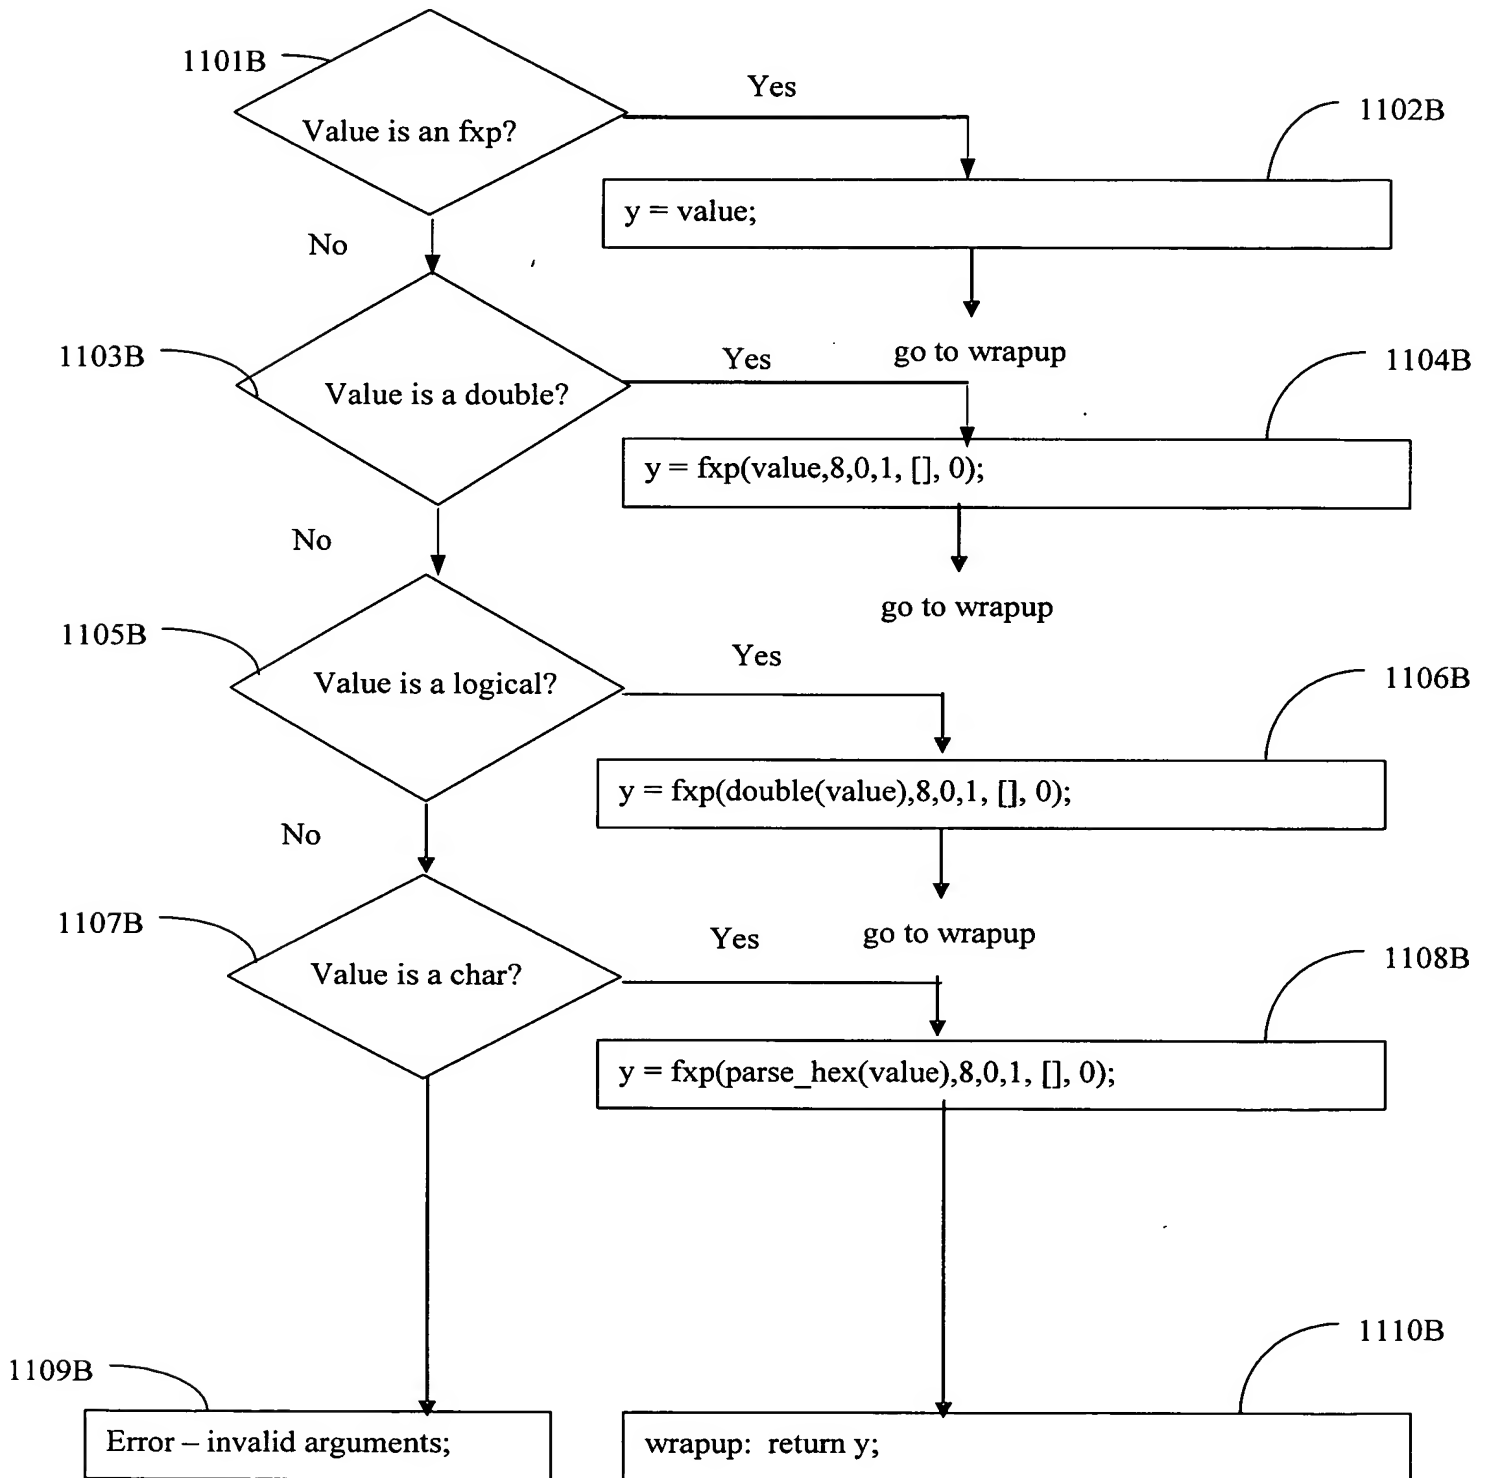 1101B
Yes
1102B
Value is an fxp?
y = value;
No
1103B
Yes
go to wrapup
1104B
Value is a double?
y = fxp(value,8,0,1, [], 0);
No
go to wrapup
1105B
Yes
Value is a logical?
1106B
y = fxp(double(value),8,0,1, [], 0);
No
1107B
Yes
go to wrapup
1108B
Value is a char?
y = fxp(parse_hex(value),8,0,1, [], 0);
1110B
1109B
Error – invalid arguments;
wrapup: return y;